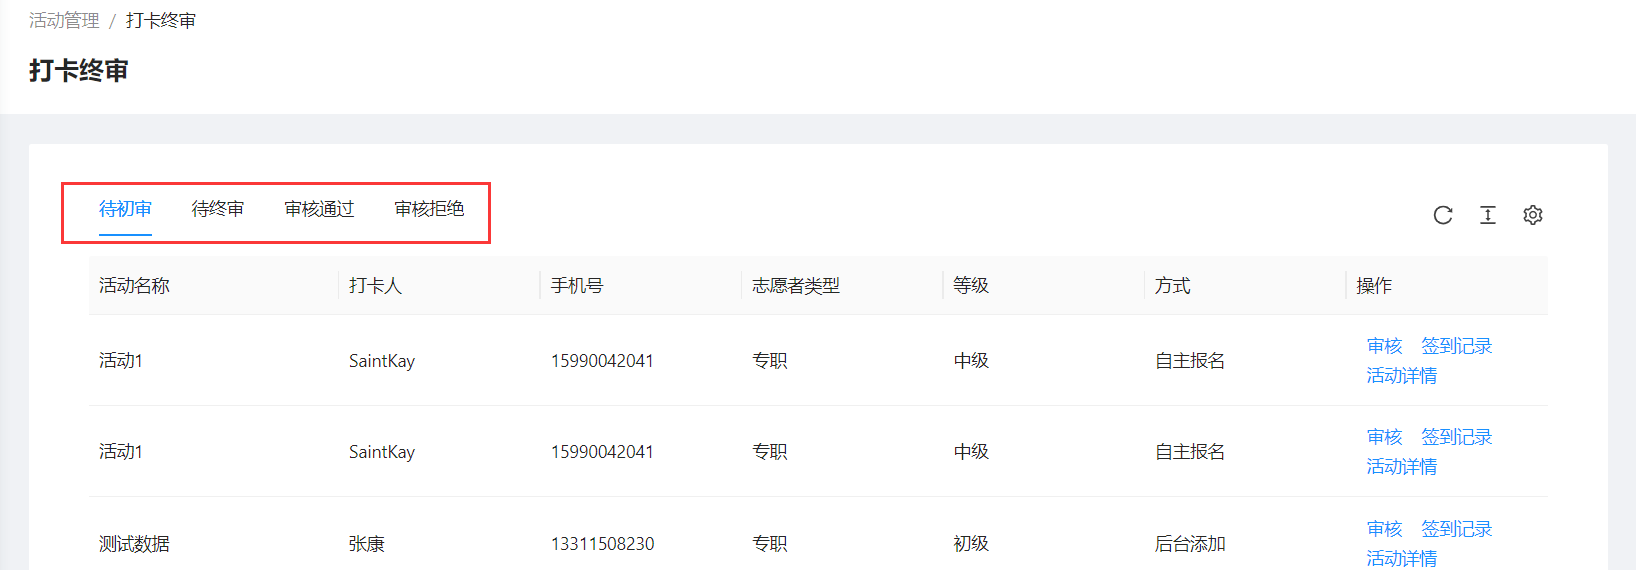 活动管理 / 打卡终审
打卡终审
待初审 待终审 审核通过 审核拒绝
活动名称 打卡人 手机号 志愿者类型 等级 方式 操作
活动1 SaintKay 15990042041 专职 中级 自主报名 审核 签到记录
活动详情
活动1 SaintKay 15990042041 专职 中级 自主报名 审核 签到记录
活动详情
测试数据 张康 13311508230 专职 初级 后台添加 审核 签到记录
活动详情